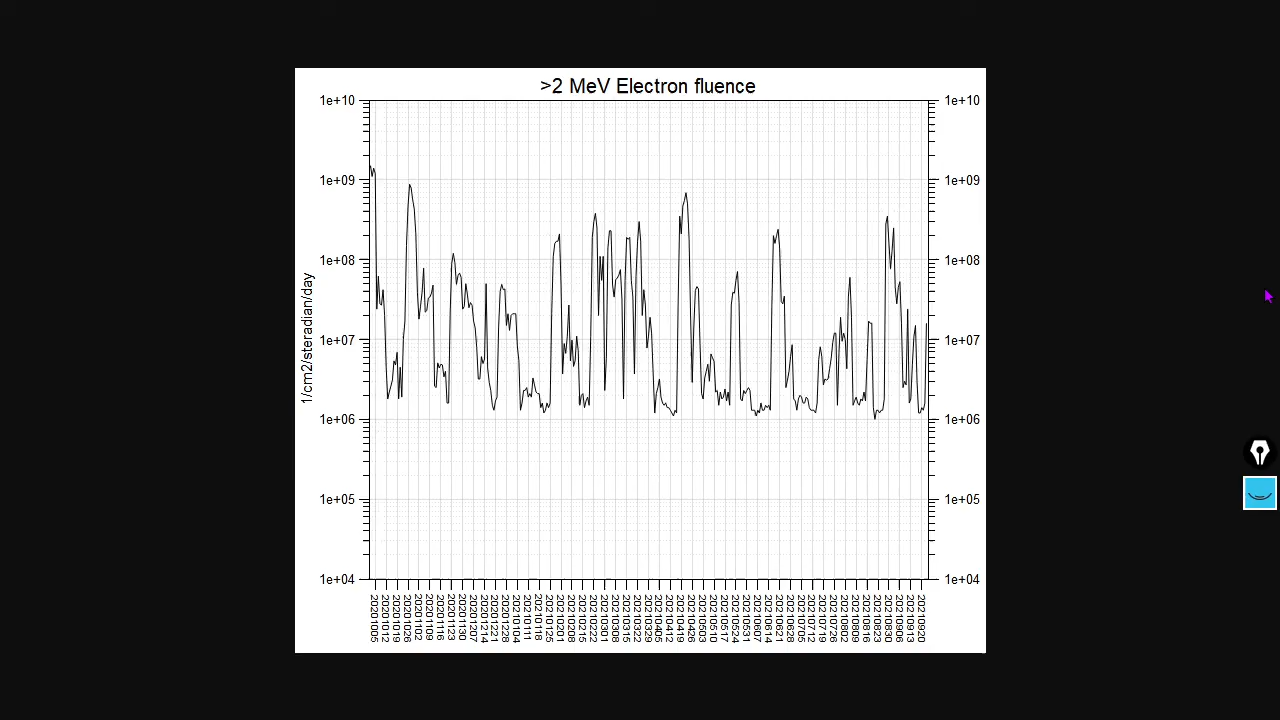 >2 MeV Electron fluence
1e+10 1e+10
1e+09 1e+09
1e+08 1e+08
1e+07 1e+07
1e+06 1e+06
1e+05 1e+05
1e+04 1e+04
1/cm2/steradian/day
20201005 20201012 20201019 20201026 20201102 20201109 20201116 20201123 20201130 20201207 20201214 20201221 20201228 20210104 20210111 20210118 20210125 20210201 20210208 20210215 20210222 20210301 20210308 20210315 20210322 20210329 20210405 20210412 20210419 20210426 20210503 20210510 20210517 20210524 20210531 20210607 20210614 20210621 20210628 20210705 20210712 20210719 20210726 20210802 20210809 20210816 20210823 20210830 20210906 20210913 20210920